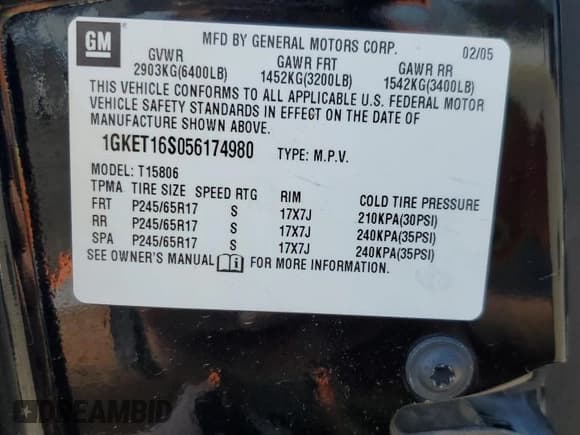 GM
MFD BY GENERAL MOTORS CORP.
02/05
GVWR GAWR FRT GAWR RR
2903KG(6400LB) 1452KG(3200LB) 1542KG(3400LB)
THIS VEHICLE CONFORMS TO ALL APPLICABLE U.S. FEDERAL MOTOR
VEHICLE SAFETY STANDARDS IN EFFECT ON THE DATE OF
MANUFACTURE SHOWN ABOVE.
1GKET16S056174980 TYPE: M.P.V.
MODEL: T15806
TPMA TIRE SIZE SPEED RTG RIM COLD TIRE PRESSURE
FRT P245/65R17 S 17X7J 210KPA(30PSI)
RR P245/65R17 S 17X7J 240KPA(35PSI)
SPA P245/65R17 S 17X7J 240KPA(35PSI)
SEE OWNER'S MANUAL i FOR MORE INFORMATION.
DREAMBID